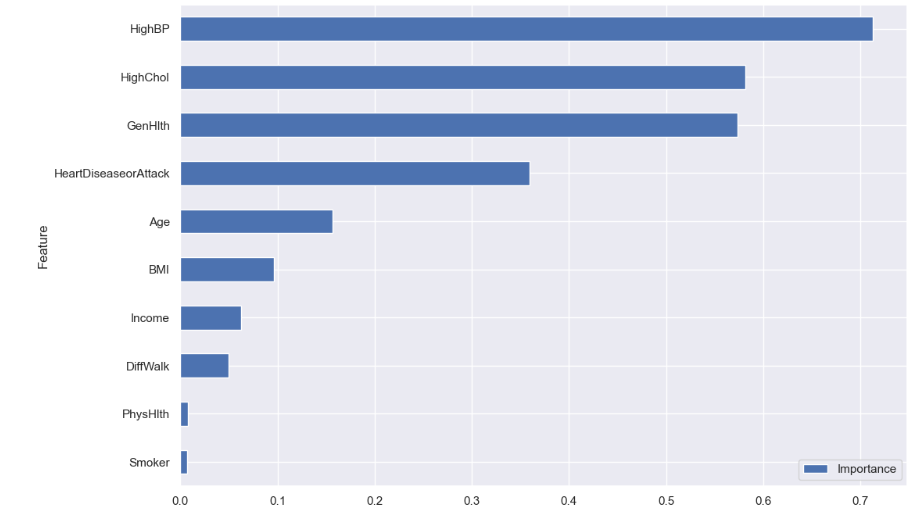 HighBP
HighChol
GenHlth
HeartDiseaseorAttack
Age
BMI
Income
DiffWalk
PhysHlth
Smoker
Feature
Importance
0.0 0.1 0.2 0.3 0.4 0.5 0.6 0.7